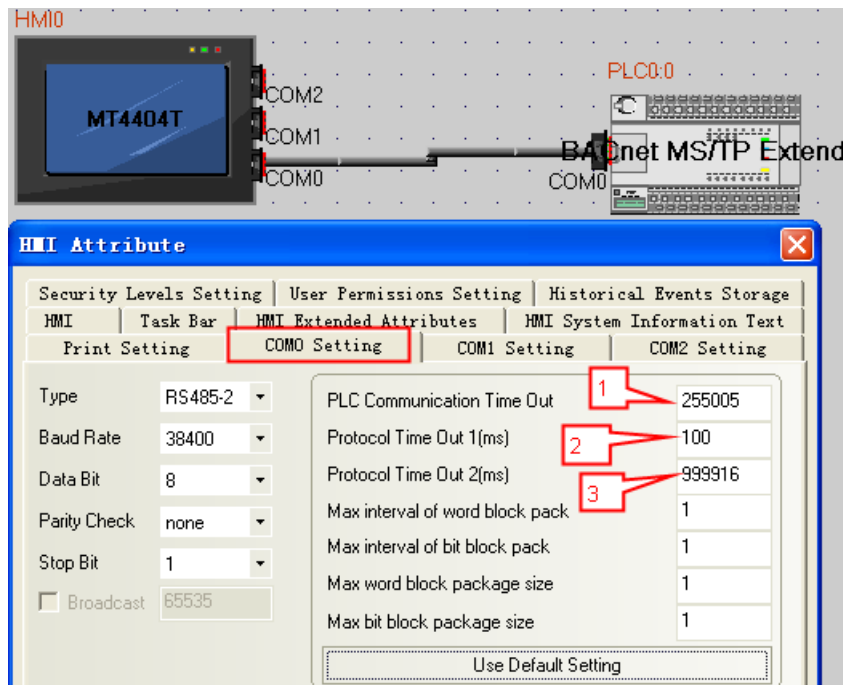 HMI0
COM2
PLC0:0
MT4404T
COM1
BACnet MS/TP Extend
COM0
COM0
HMI Attribute
Security Levels Setting User Permissions Setting Historical Events Storage
HMI Task Bar HMI Extended Attributes HMI System Information Text
Print Setting COM0 Setting COM1 Setting COM2 Setting
Type RS485-2 PLC Communication Time Out 1 255005
Baud Rate 38400 Protocol Time Out 1(ms) 2 100
Data Bit 8 Protocol Time Out 2(ms) 3 999916
Parity Check none Max interval of word block pack 1
Stop Bit 1 Max interval of bit block pack 1
Broadcast 65535 Max word block package size 1
Max bit block package size 1
Use Default Setting